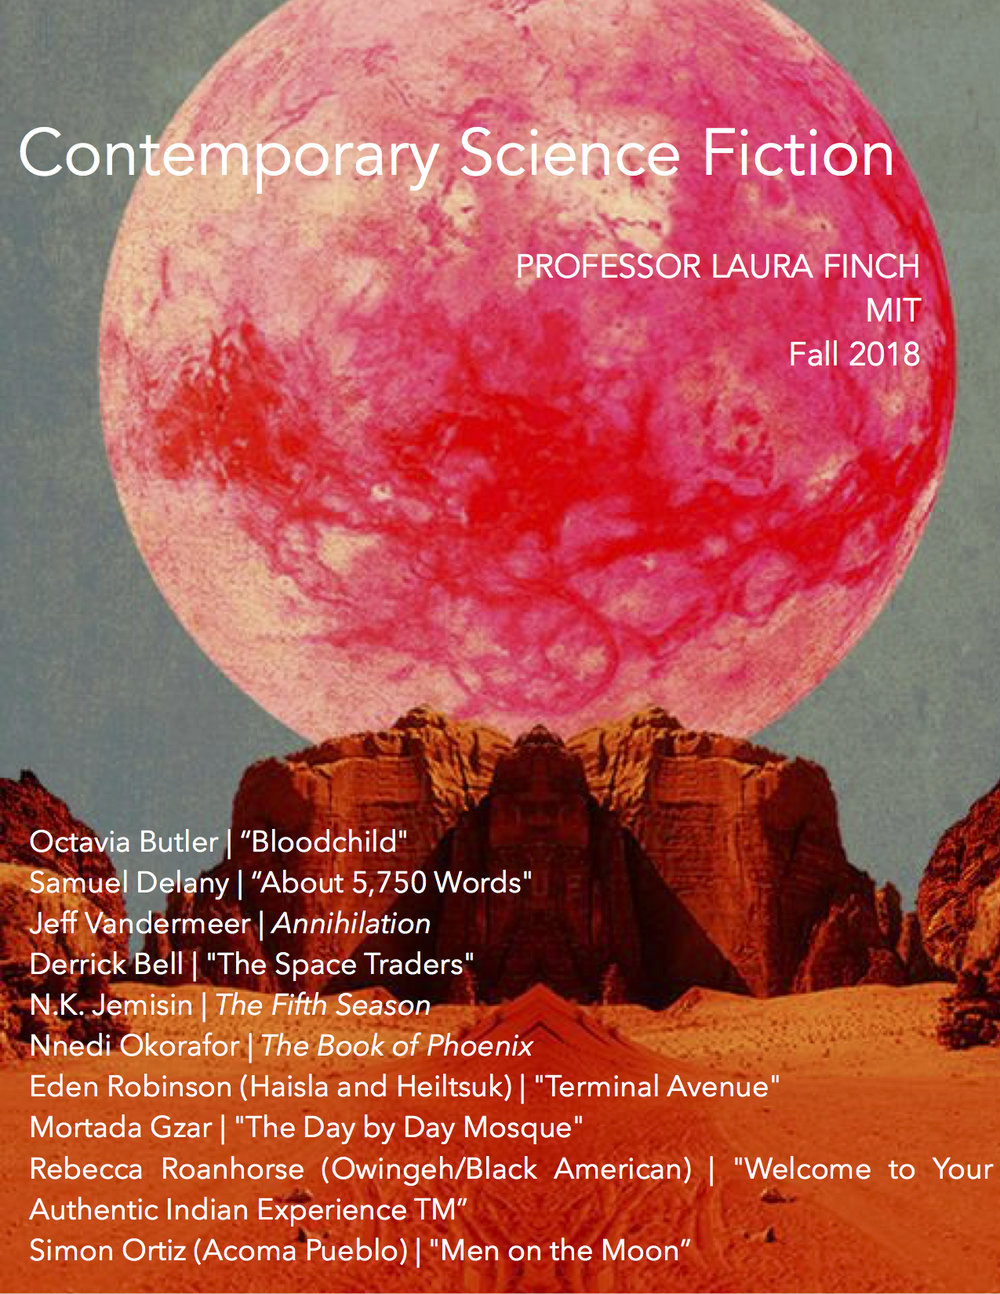 Contemporary Science Fiction
PROFESSOR LAURA FINCH
MIT
Fall 2018
Octavia Butler | “Bloodchild"
Samuel Delany | “About 5,750 Words"
Jeff Vandermeer | Annihilation
Derrick Bell | "The Space Traders"
N.K. Jemisin | The Fifth Season
Nnedi Okorafor | The Book of Phoenix
Eden Robinson (Haisla and Heiltsuk) | "Terminal Avenue"
Mortada Gzar | "The Day by Day Mosque"
Rebecca Roanhorse (Owingeh/Black American) | "Welcome to Your
Authentic Indian Experience TM”
Simon Ortiz (Acoma Pueblo) | "Men on the Moon”